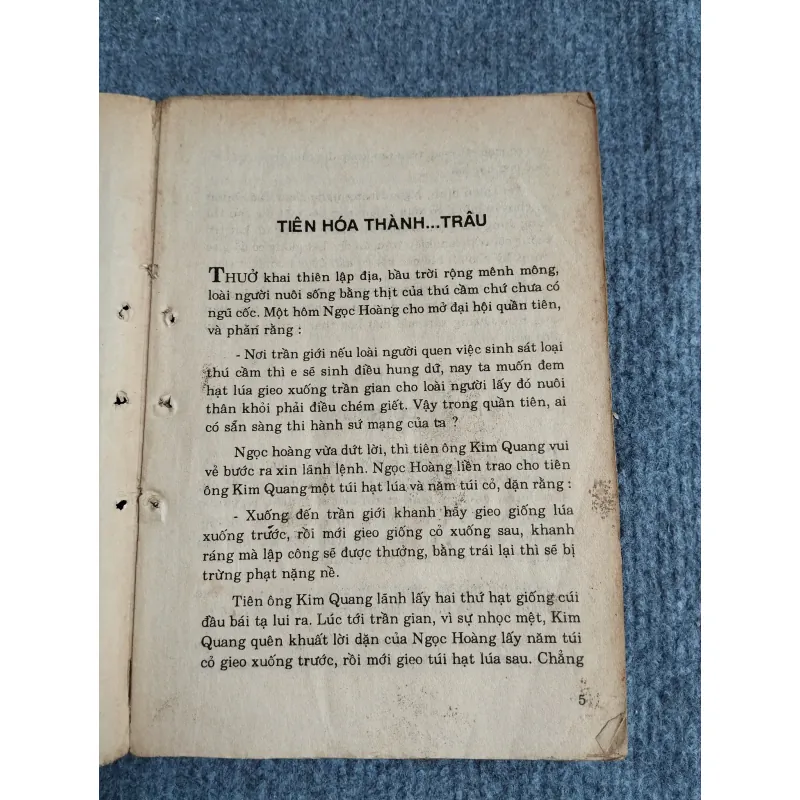 TIÊN HÓA THÀNH...TRÂU
THUỞ khai thiên lập địa, bầu trời rộng mênh mông,
loài người nuôi sống bằng thịt của thú cầm chứ chưa có
ngũ cốc. Một hôm Ngọc Hoàng cho mở đại hội quần tiên,
và phán rằng :
- Nơi trần giới nếu loài người quen việc sinh sát loại
thú cầm thì e sẽ sinh điều hung dữ, nay ta muốn đem
hạt lúa gieo xuống trần gian cho loài người lấy đó nuôi
thân khỏi phải điều chém giết. Vậy trong quần tiên, ai
có sẵn sàng thi hành sứ mạng của ta ?
Ngọc hoàng vừa dứt lời, thì tiên ông Kim Quang vui
vẻ bước ra xin lảnh lệnh. Ngọc Hoàng liền trao cho tiên
ông Kim Quang một túi hạt lúa và năm túi cỏ, dặn rằng :
- Xuống đến trần giới khanh hãy gieo giống lúa
xuống trước, rồi mới gieo giống cỏ xuống sau, khanh
ráng mà lập công sẽ được thưởng, bằng trái lại thì sẽ bị
trừng phạt nặng nề.
Tiên ông Kim Quang lãnh lấy hai thứ hạt giống cúi
đầu bái tạ lui ra. Lúc tới trần gian, vì sự nhọc mệt, Kim
Quang quên khuất lời dặn của Ngọc Hoàng lấy năm túi
cỏ gieo xuống trước, rồi mới gieo túi hạt lúa sau. Chẳng
5